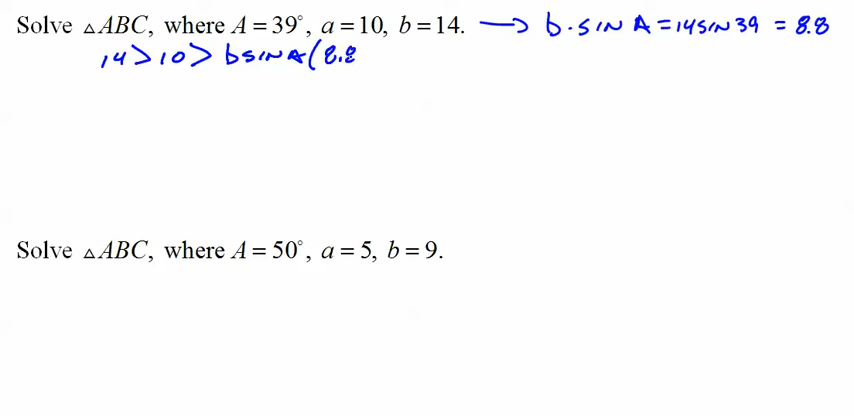 Solve △ABC, where A = 39°, a = 10, b = 14. → b · sin A = 14 sin 39 = 8.8
14 > 10 > b sin A (8.8
Solve △ABC, where A = 50°, a = 5, b = 9.